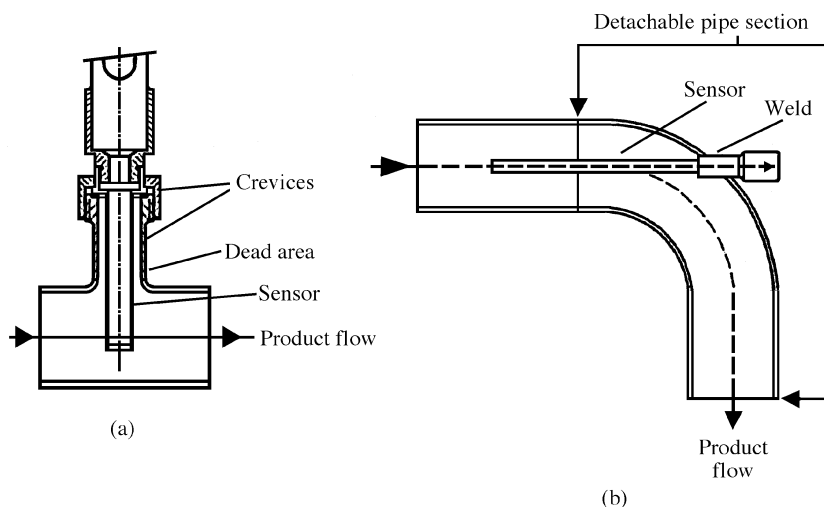 Crevices
Dead area
Sensor
Product flow
(a)
Detachable pipe section
Sensor
Weld
Product
flow
(b)